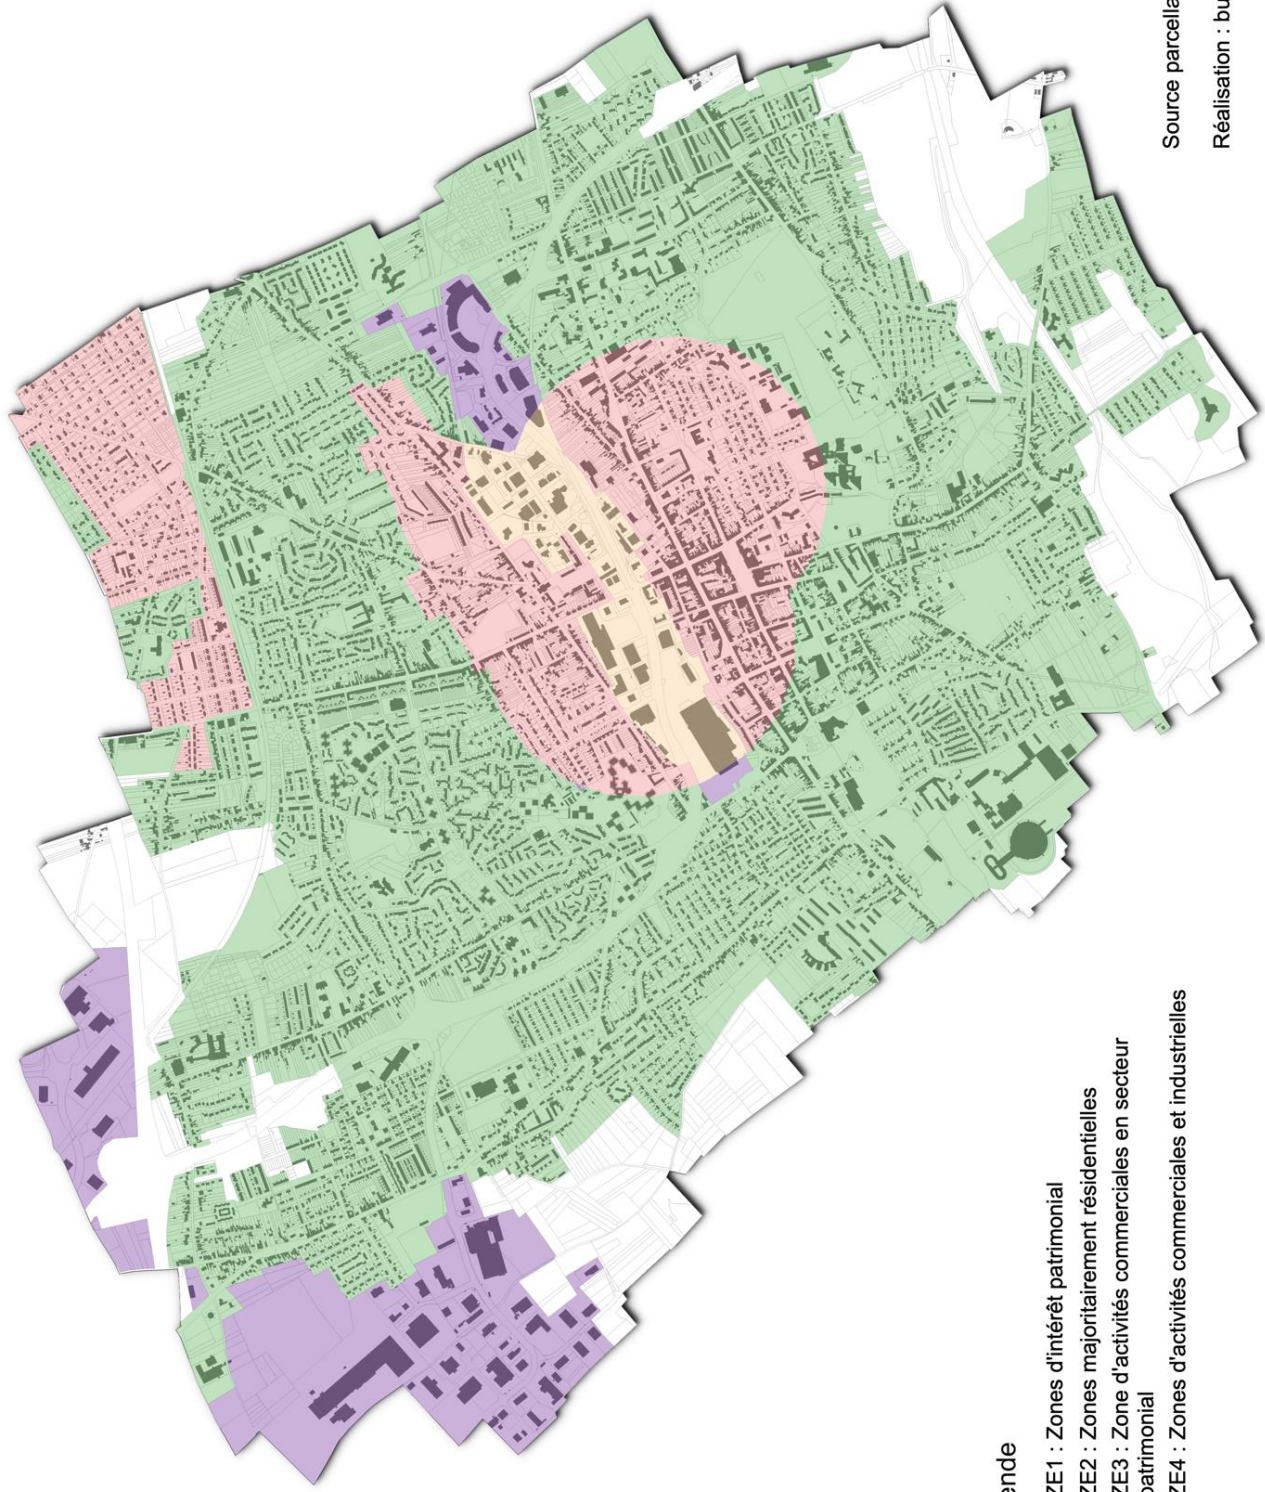 ende
ZE1 : Zones d'intérêt patrimonial
ZE2 : Zones majoritairement résidentielles
ZE3 : Zone d'activités commerciales en secteur
patrimonial
ZE4 : Zones d'activités commerciales et industrielles
Source parcella
Réalisation : bu